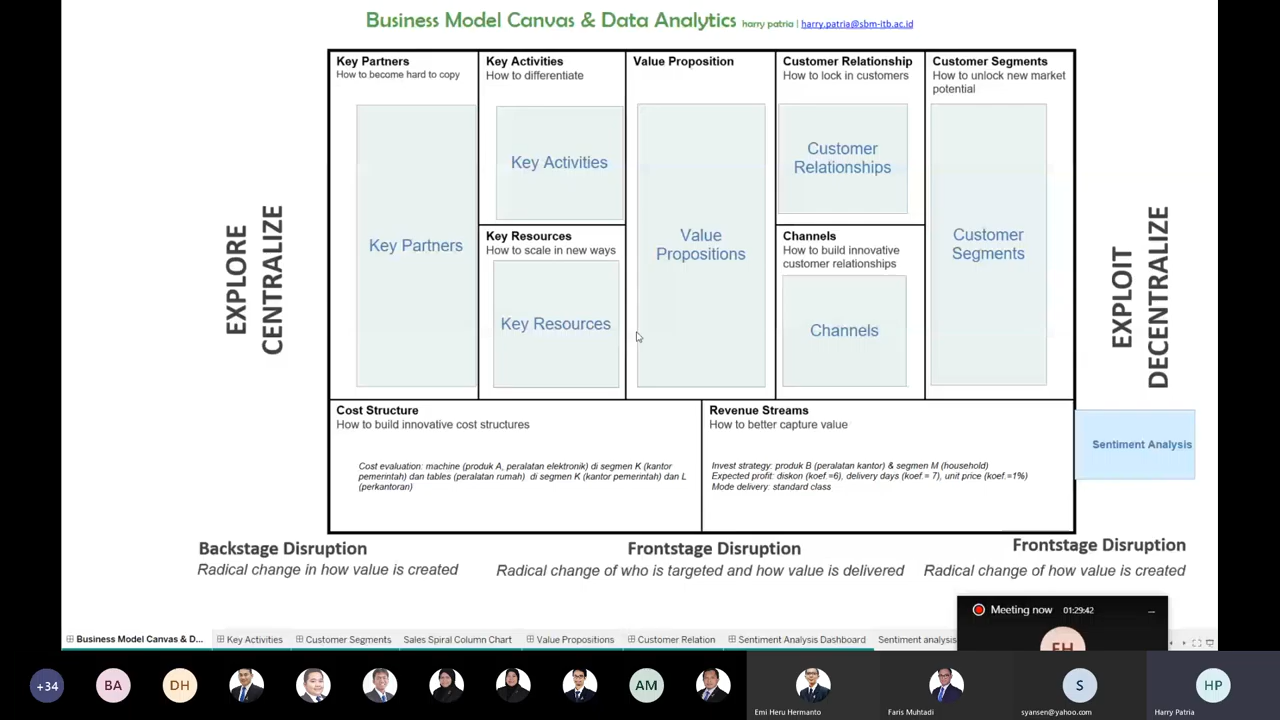 Business Model Canvas & Data Analytics harry patria | harry.patria@sbm-itb.ac.id
Key Partners
How to become hard to copy
Key Partners
Key Activities
How to differentiate
Key Activities
Key Resources
How to scale in new ways
Key Resources
Value Proposition
Value
Propositions
Customer Relationship
How to lock in customers
Customer
Relationships
Channels
How to build innovative
customer relationships
Channels
Customer Segments
How to unlock new market
potential
Customer
Segments
EXPLORE
CENTRALIZE
EXPLOIT
DECENTRALIZE
Cost Structure
How to build innovative cost structures
Cost evaluation: machine (produk A, peralatan elektronik) di segmen K (kantor
pemerintah) dan tables (peralatan rumah) di segmen K (kantor pemerintah) dan L
(perkantoran)
Revenue Streams
How to better capture value
Invest strategy: produk B (peralatan kantor) & segmen M (household)
Expected profit: diskon (koef.=6), delivery days (koef.= 7), unit price (koef.=1%)
Mode delivery: standard class
Sentiment Analysis
Backstage Disruption
Radical change in how value is created
Frontstage Disruption
Radical change of who is targeted and how value is delivered
Frontstage Disruption
Radical change of how value is created
Meeting now 01:29:42
EH
Business Model Canvas & D... Key Activities Customer Segments Sales Spiral Column Chart Value Propositions Customer Relation Sentiment Analysis Dashboard Sentiment analysis
+34 BA DH AM S HP
Emi Heru Hermanto Faris Muhtadi syansen@yahoo.com Harry Patria